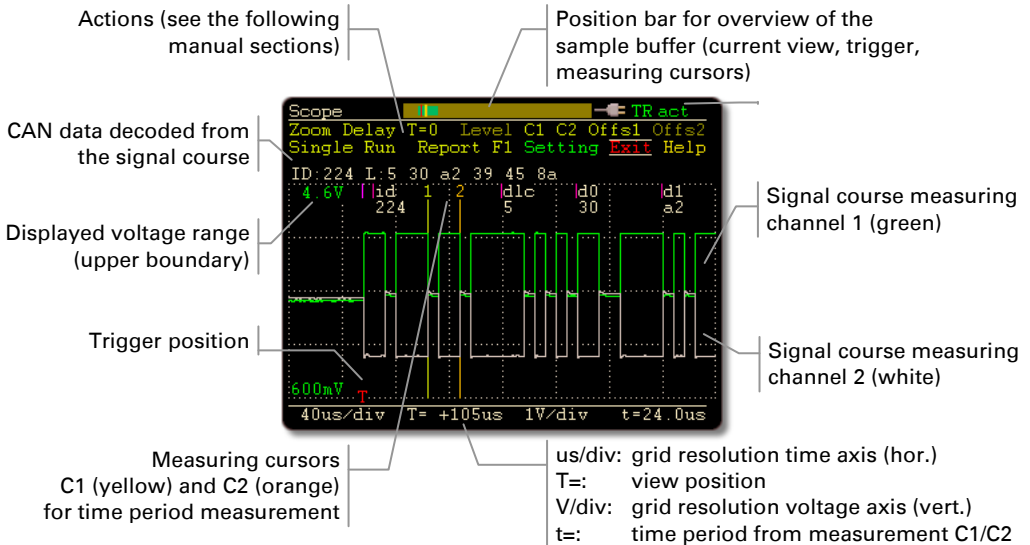 Actions (see the following
manual sections)
Position bar for overview of the
sample buffer (current view, trigger,
measuring cursors)
Scope TR act
Zoom Delay T=0 Level C1 C2 Offs1 Offs2
Single Run Report F1 Setting Exit Help
ID:224 L:5 30 a2 39 45 8a
4.6V id 1 2 dlc d0 d1
224 5 30 a2
600mV T
40us/div T= +105us 1V/div t=24.0us
CAN data decoded from
the signal course
Displayed voltage range
(upper boundary)
Trigger position
Measuring cursors
C1 (yellow) and C2 (orange)
for time period measurement
Signal course measuring
channel 1 (green)
Signal course measuring
channel 2 (white)
us/div: grid resolution time axis (hor.)
T=: view position
V/div: grid resolution voltage axis (vert.)
t=: time period from measurement C1/C2